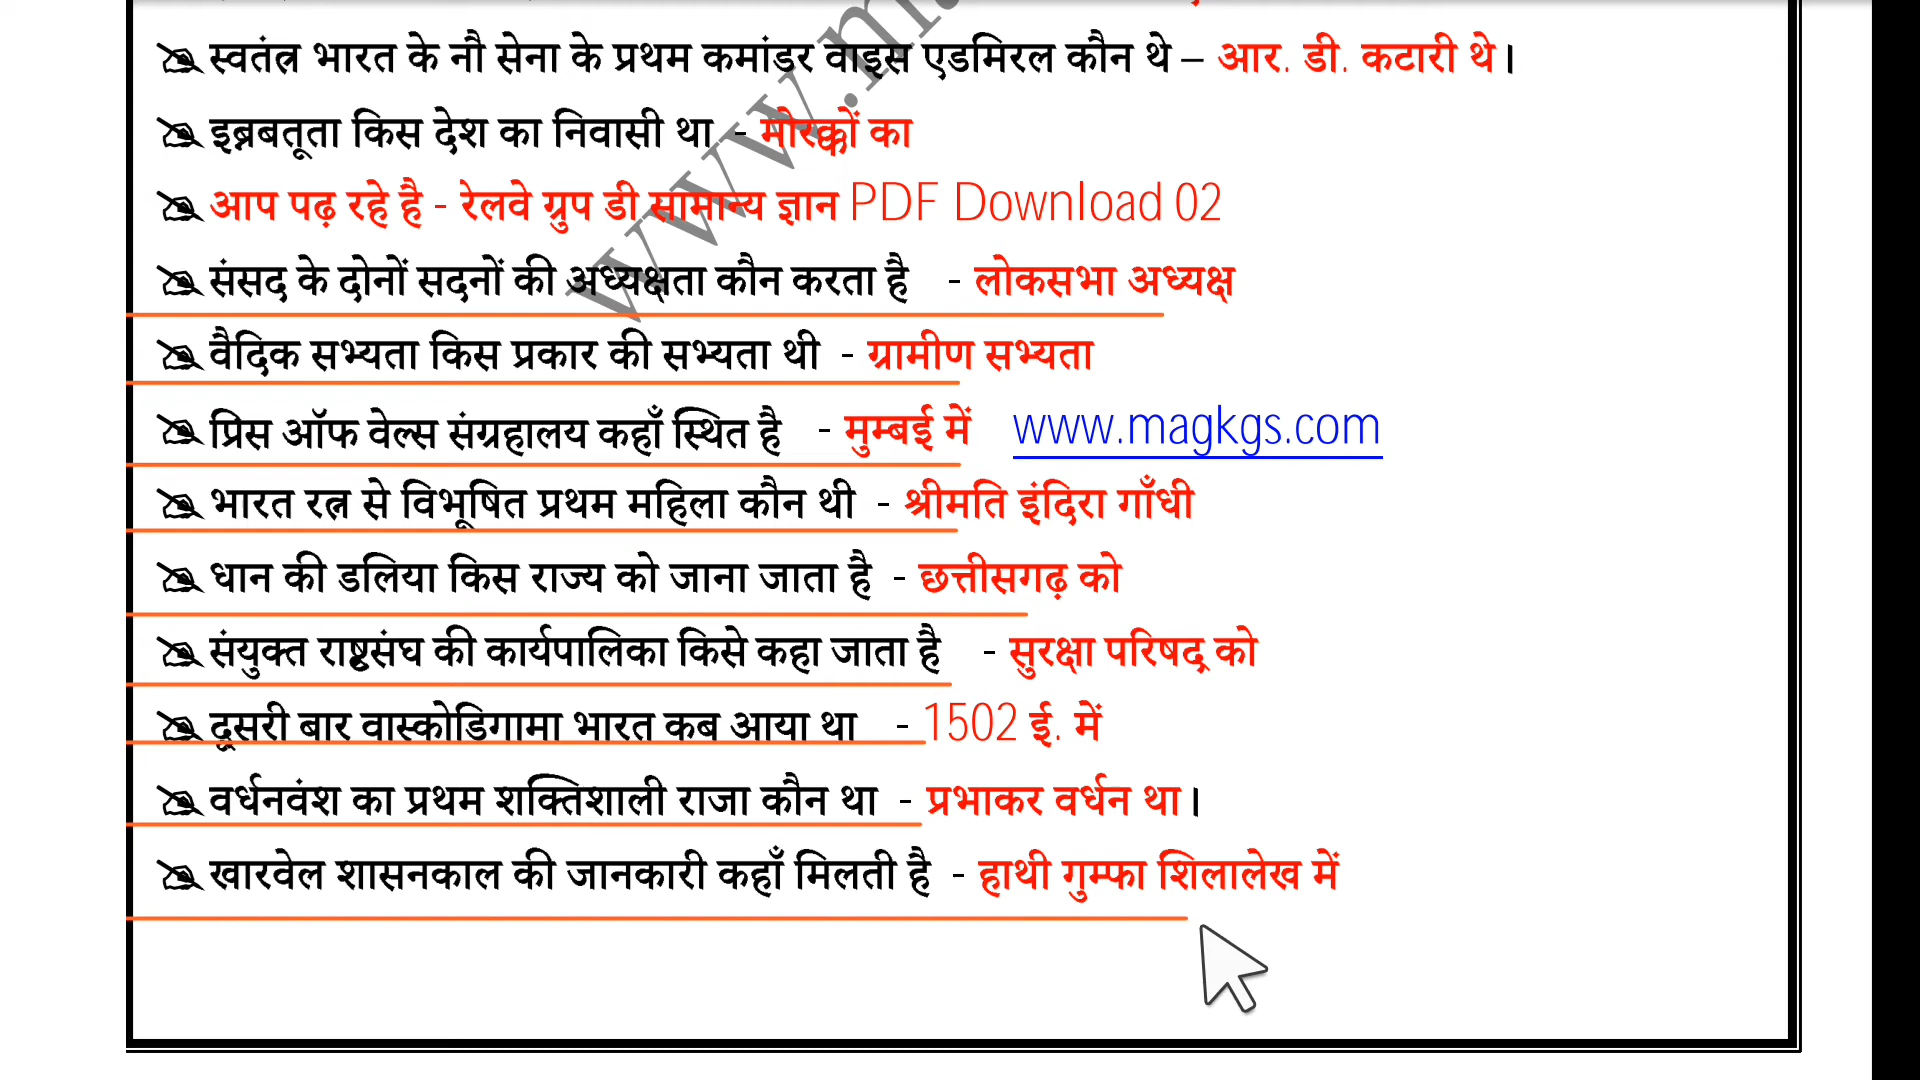 स्वतंत्र भारत के नौ सेना के प्रथम कमांडर वाइस एडमिरल कौन थे – आर. डी. कटारी थे।
इब्नबतूता किस देश का निवासी था - मोरक्कों का
आप पढ़ रहे है - रेलवे ग्रुप डी सामान्य ज्ञान PDF Download 02
संसद के दोनों सदनों की अध्यक्षता कौन करता है - लोकसभा अध्यक्ष
वैदिक सभ्यता किस प्रकार की सभ्यता थी - ग्रामीण सभ्यता
प्रिस ऑफ वेल्स संग्रहालय कहाँ स्थित है - मुम्बई में www.magkgs.com
भारत रत्न से विभूषित प्रथम महिला कौन थी - श्रीमति इंदिरा गाँधी
धान की डलिया किस राज्य को जाना जाता है - छत्तीसगढ़ को
संयुक्त राष्ट्रसंघ की कार्यपालिका किसे कहा जाता है - सुरक्षा परिषद् को
दूसरी बार वास्कोडिगामा भारत कब आया था - 1502 ई. में
वर्धनवंश का प्रथम शक्तिशाली राजा कौन था - प्रभाकर वर्धन था।
खारवेल शासनकाल की जानकारी कहाँ मिलती है - हाथी गुम्फा शिलालेख में